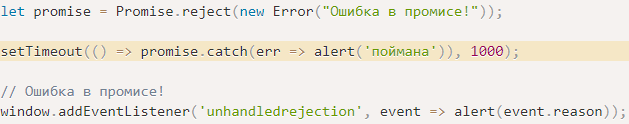 let promise = Promise.reject(new Error("Ошибка в промисе!"));
setTimeout(() => promise.catch(err => alert('поймана')), 1000);
// Ошибка в промисе!
window.addEventListener('unhandledrejection', event => alert(event.reason));